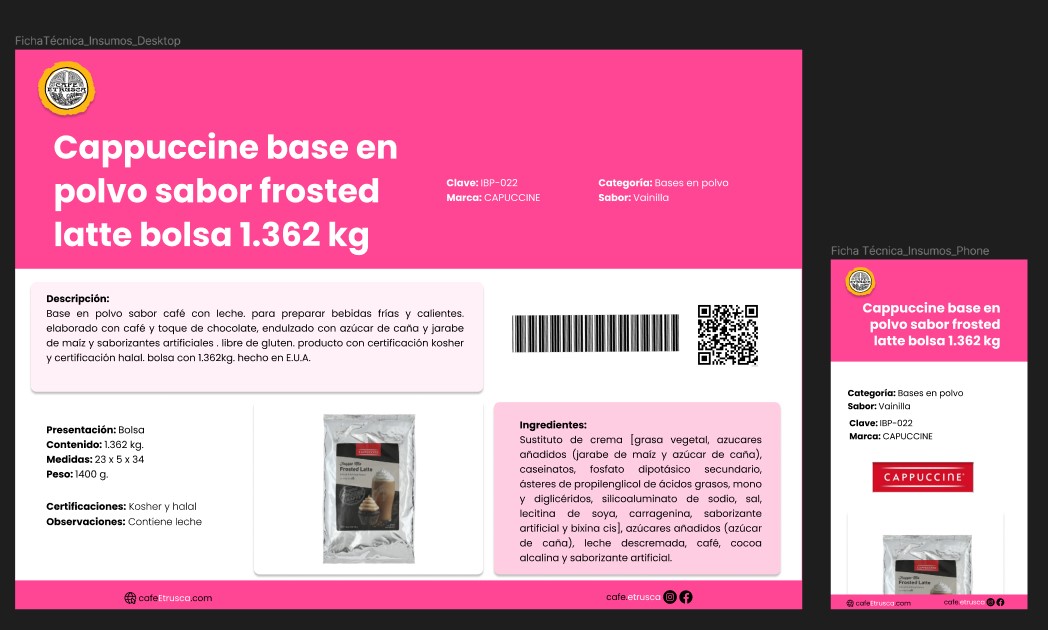 FichaTécnica_Insumos_Desktop
CAFE
ETRUSCA
Cappuccine base en
polvo sabor frosted
latte bolsa 1.362 kg
Clave: IBP-022
Marca: CAPUCCINE
Categoría: Bases en polvo
Sabor: Vainilla
Descripción:
Base en polvo sabor café con leche. para preparar bebidas frías y calientes.
elaborado con café y toque de chocolate, endulzado con azúcar de caña y jarabe
de maíz y saborizantes artificiales . libre de gluten. producto con certificación kosher
y certificación halal. bolsa con 1.362kg. hecho en E.U.A.
Presentación: Bolsa
Contenido: 1.362 kg.
Medidas: 23 x 5 x 34
Peso: 1400 g.
Certificaciones: Kosher y halal
Observaciones: Contiene leche
Frosted Latte
Ingredientes:
Sustituto de crema [grasa vegetal, azucares
añadidos (jarabe de maíz y azúcar de caña),
caseinatos, fosfato dipotásico secundario,
ásteres de propilenglicol de ácidos grasos, mono
y diglicéridos, silicoaluminato de sodio, sal,
lecitina de soya, carragenina, saborizante
artificial y bixina cis], azúcares añadidos (azúcar
de caña), leche descremada, café, cocoa
alcalina y saborizante artificial.
cafeEtrusca.com
cafe.etrusca
Ficha Técnica_Insumos_Phone
Cappuccine base en
polvo sabor frosted
latte bolsa 1.362 kg
Categoría: Bases en polvo
Sabor: Vainilla
Clave: IBP-022
Marca: CAPUCCINE
CAPPUCCINE
Frosted Latte
cafeEtrusca.com
cafe.etrusca